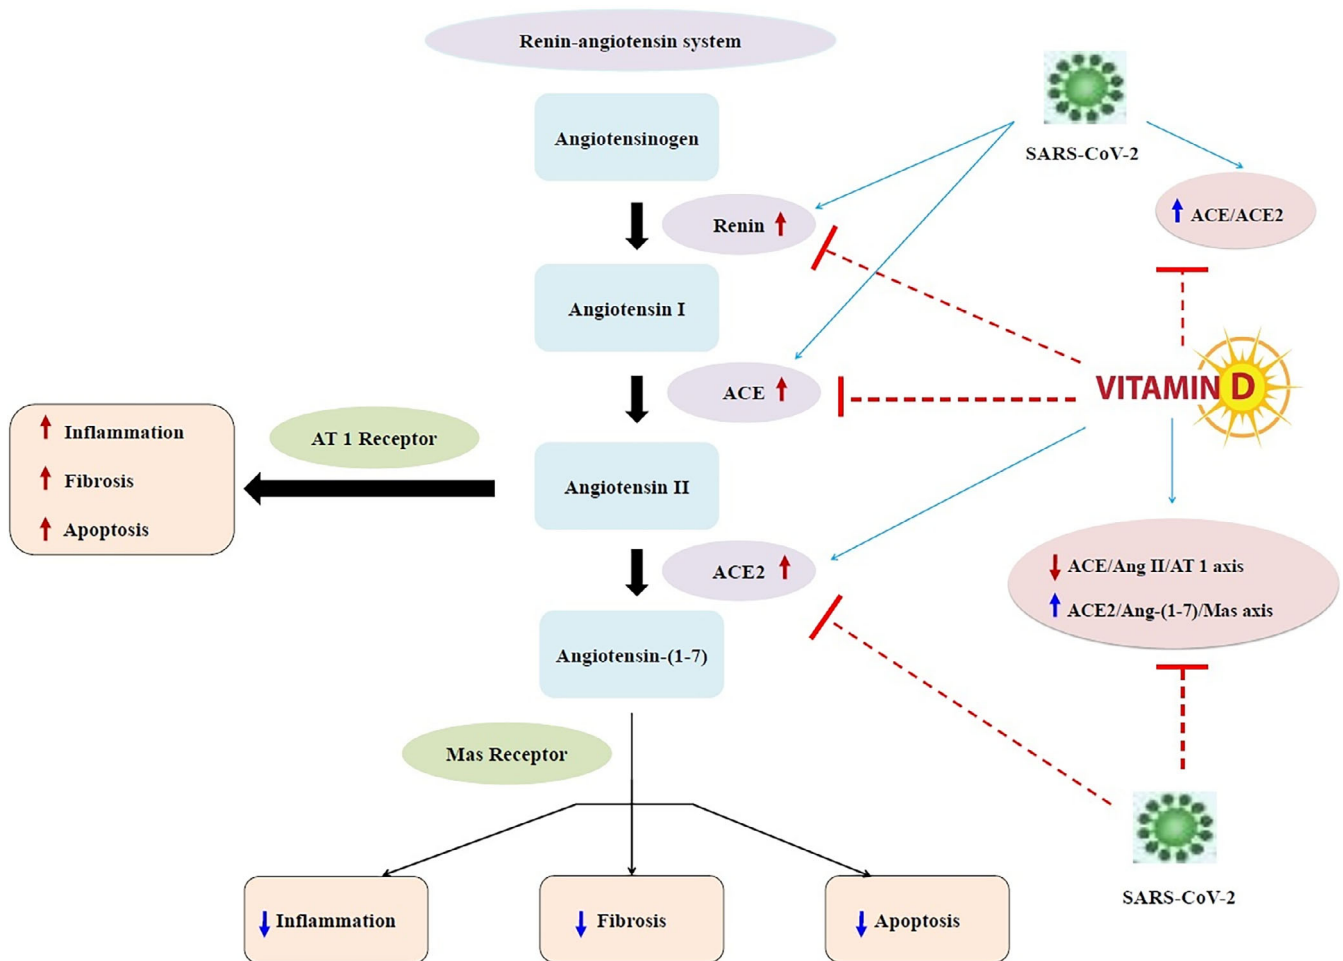 Renin-angiotensin system
Angiotensinogen
SARS-CoV-2
Renin
ACE/ACE2
Angiotensin I
ACE
VITAMIN D
Inflammation
Fibrosis
Apoptosis
AT 1 Receptor
Angiotensin II
ACE2
ACE/Ang II/AT 1 axis
ACE2/Ang-(1-7)/Mas axis
Angiotensin-(1-7)
Mas Receptor
SARS-CoV-2
Inflammation
Fibrosis
Apoptosis